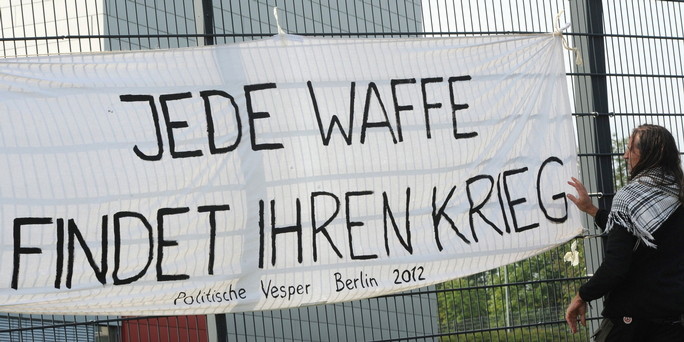 JEDE WAFFE
FINDET IHREN KRIEG
Politische Vesper Berlin 2012